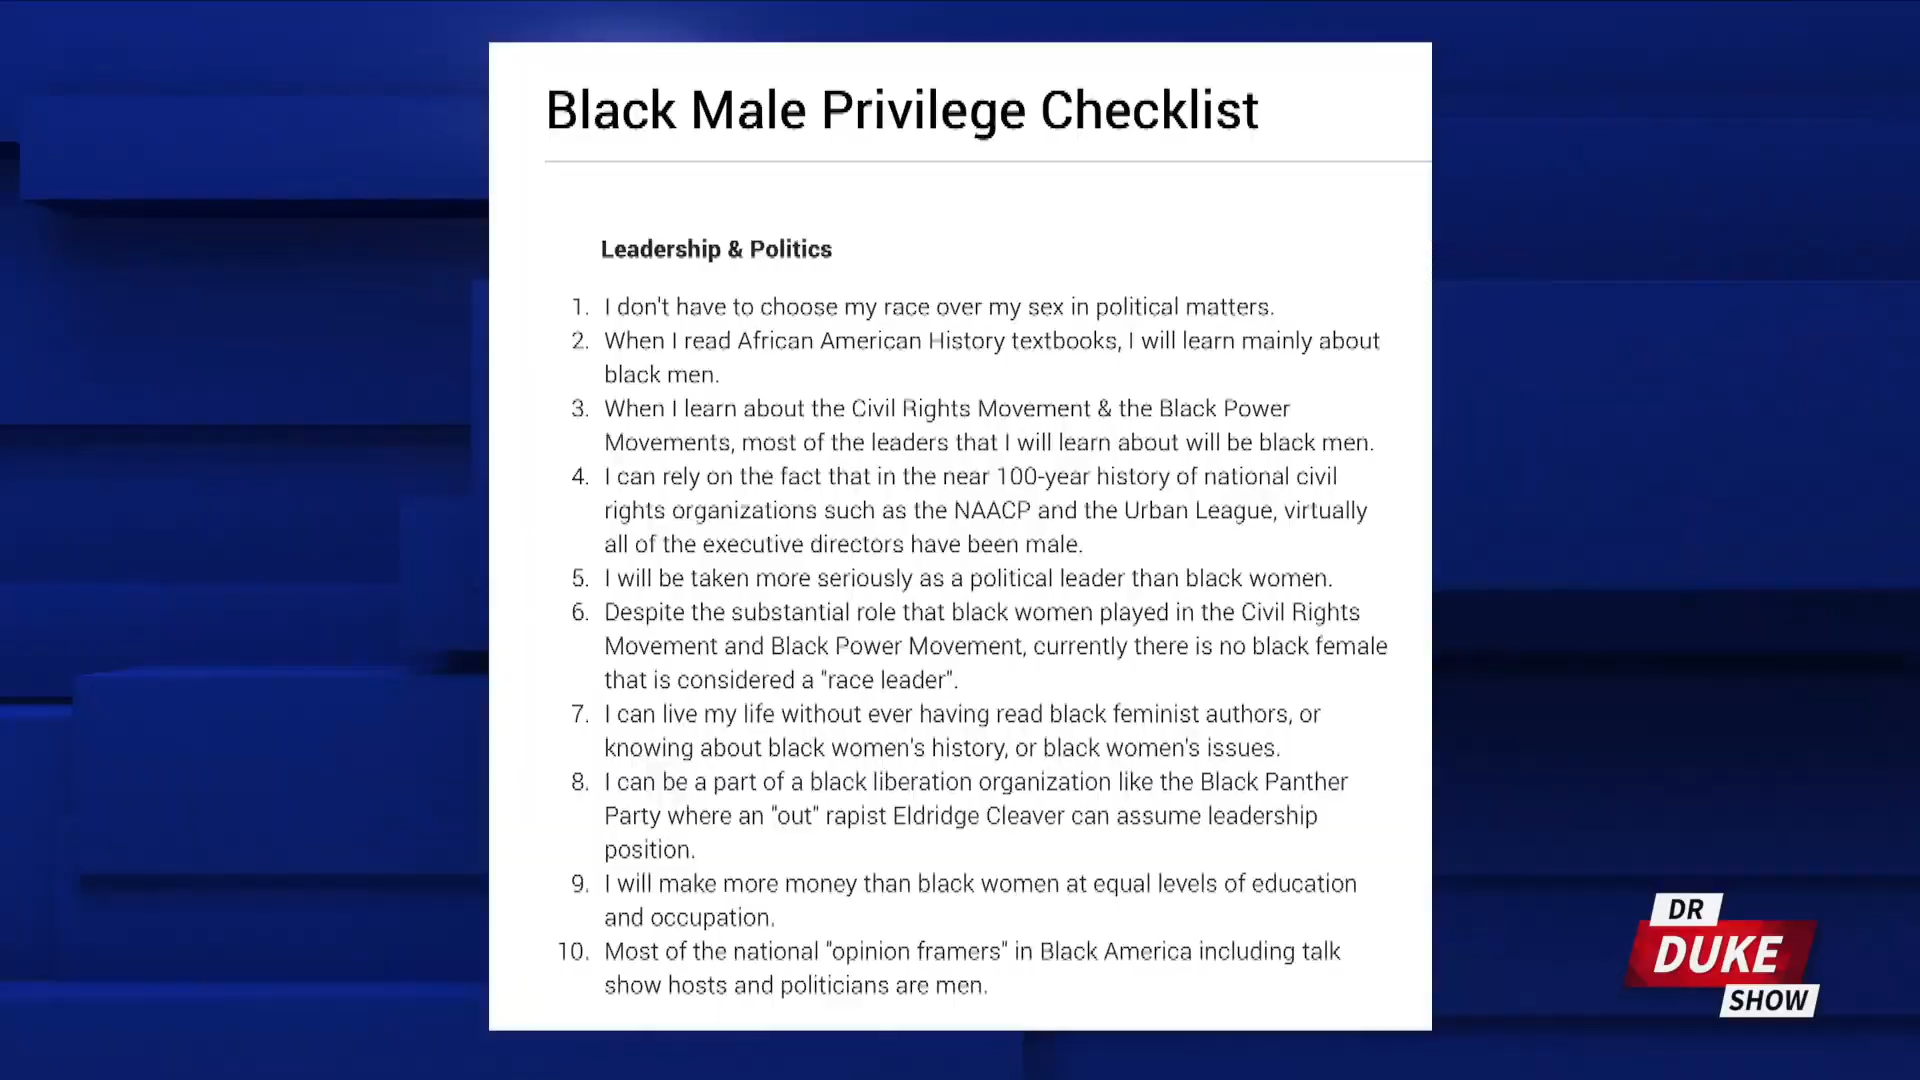 Black Male Privilege Checklist
Leadership & Politics
1. I don't have to choose my race over my sex in political matters.
2. When I read African American History textbooks, I will learn mainly about
black men.
3. When I learn about the Civil Rights Movement & the Black Power
Movements, most of the leaders that I will learn about will be black men.
4. I can rely on the fact that in the near 100-year history of national civil
rights organizations such as the NAACP and the Urban League, virtually
all of the executive directors have been male.
5. I will be taken more seriously as a political leader than black women.
6. Despite the substantial role that black women played in the Civil Rights
Movement and Black Power Movement, currently there is no black female
that is considered a "race leader".
7. I can live my life without ever having read black feminist authors, or
knowing about black women's history, or black women's issues.
8. I can be a part of a black liberation organization like the Black Panther
Party where an "out" rapist Eldridge Cleaver can assume leadership
position.
9. I will make more money than black women at equal levels of education
and occupation.
10. Most of the national "opinion framers" in Black America including talk
show hosts and politicians are men.
DR
DUKE
SHOW